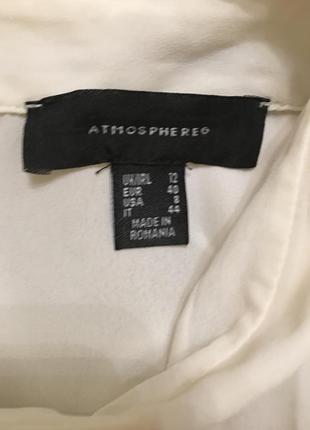 ATMOSPHERE®
UK/IRL 12
EUR 40
USA 8
IT 44
MADE IN
ROMANIA